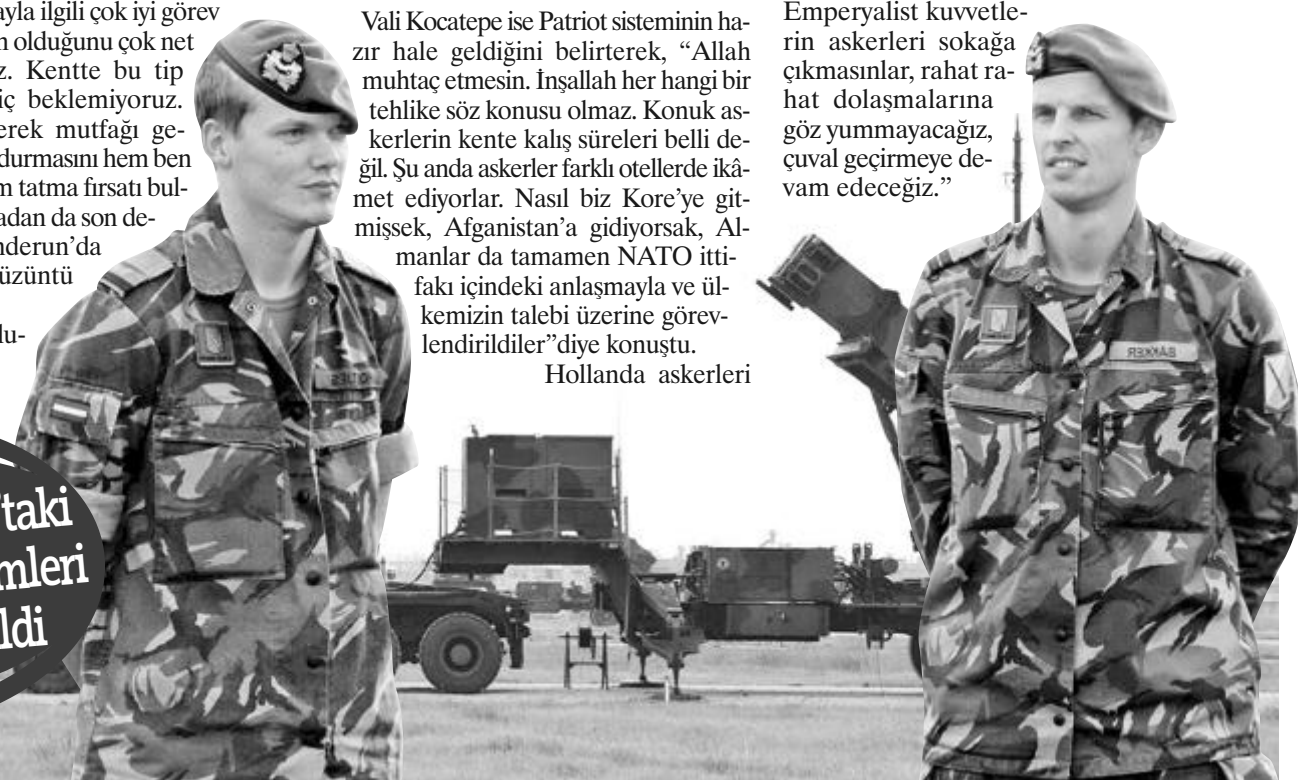 ayla ilgili çok iyi görev
n olduğunu çok net
z. Kentte bu tip
iç beklemiyoruz.
erek mutfağı ge-
durmasını hem ben
m tatma fırsatı bul-
adan da son de-
nderun’da
üzüntü
lu-
’taki
mleri
ldi
Vali Kocatepe ise Patriot sisteminin ha-
zır hale geldiğini belirterek, “Allah
muhtaç etmesin. İnşallah her hangi bir
tehlike söz konusu olmaz. Konuk as-
kerlerin kente kalış süreleri belli de-
ğil. Şu anda askerler farklı otellerde ikâ-
met ediyorlar. Nasıl biz Kore’ye git-
mişsek, Afganistan’a gidiyorsak, Al-
manlar da tamamen NATO itti-
fakı içindeki anlaşmayla ve ül-
kemizin talebi üzerine görev-
lendirildiler”diye konuştu.
Hollanda askerleri
Emperyalist kuvvetle-
rin askerleri sokağa
çıkmasınlar, rahat ra-
hat dolaşmalarına
göz yummayacağız,
çuval geçirmeye de-
vam edeceğiz.”
BAKKER